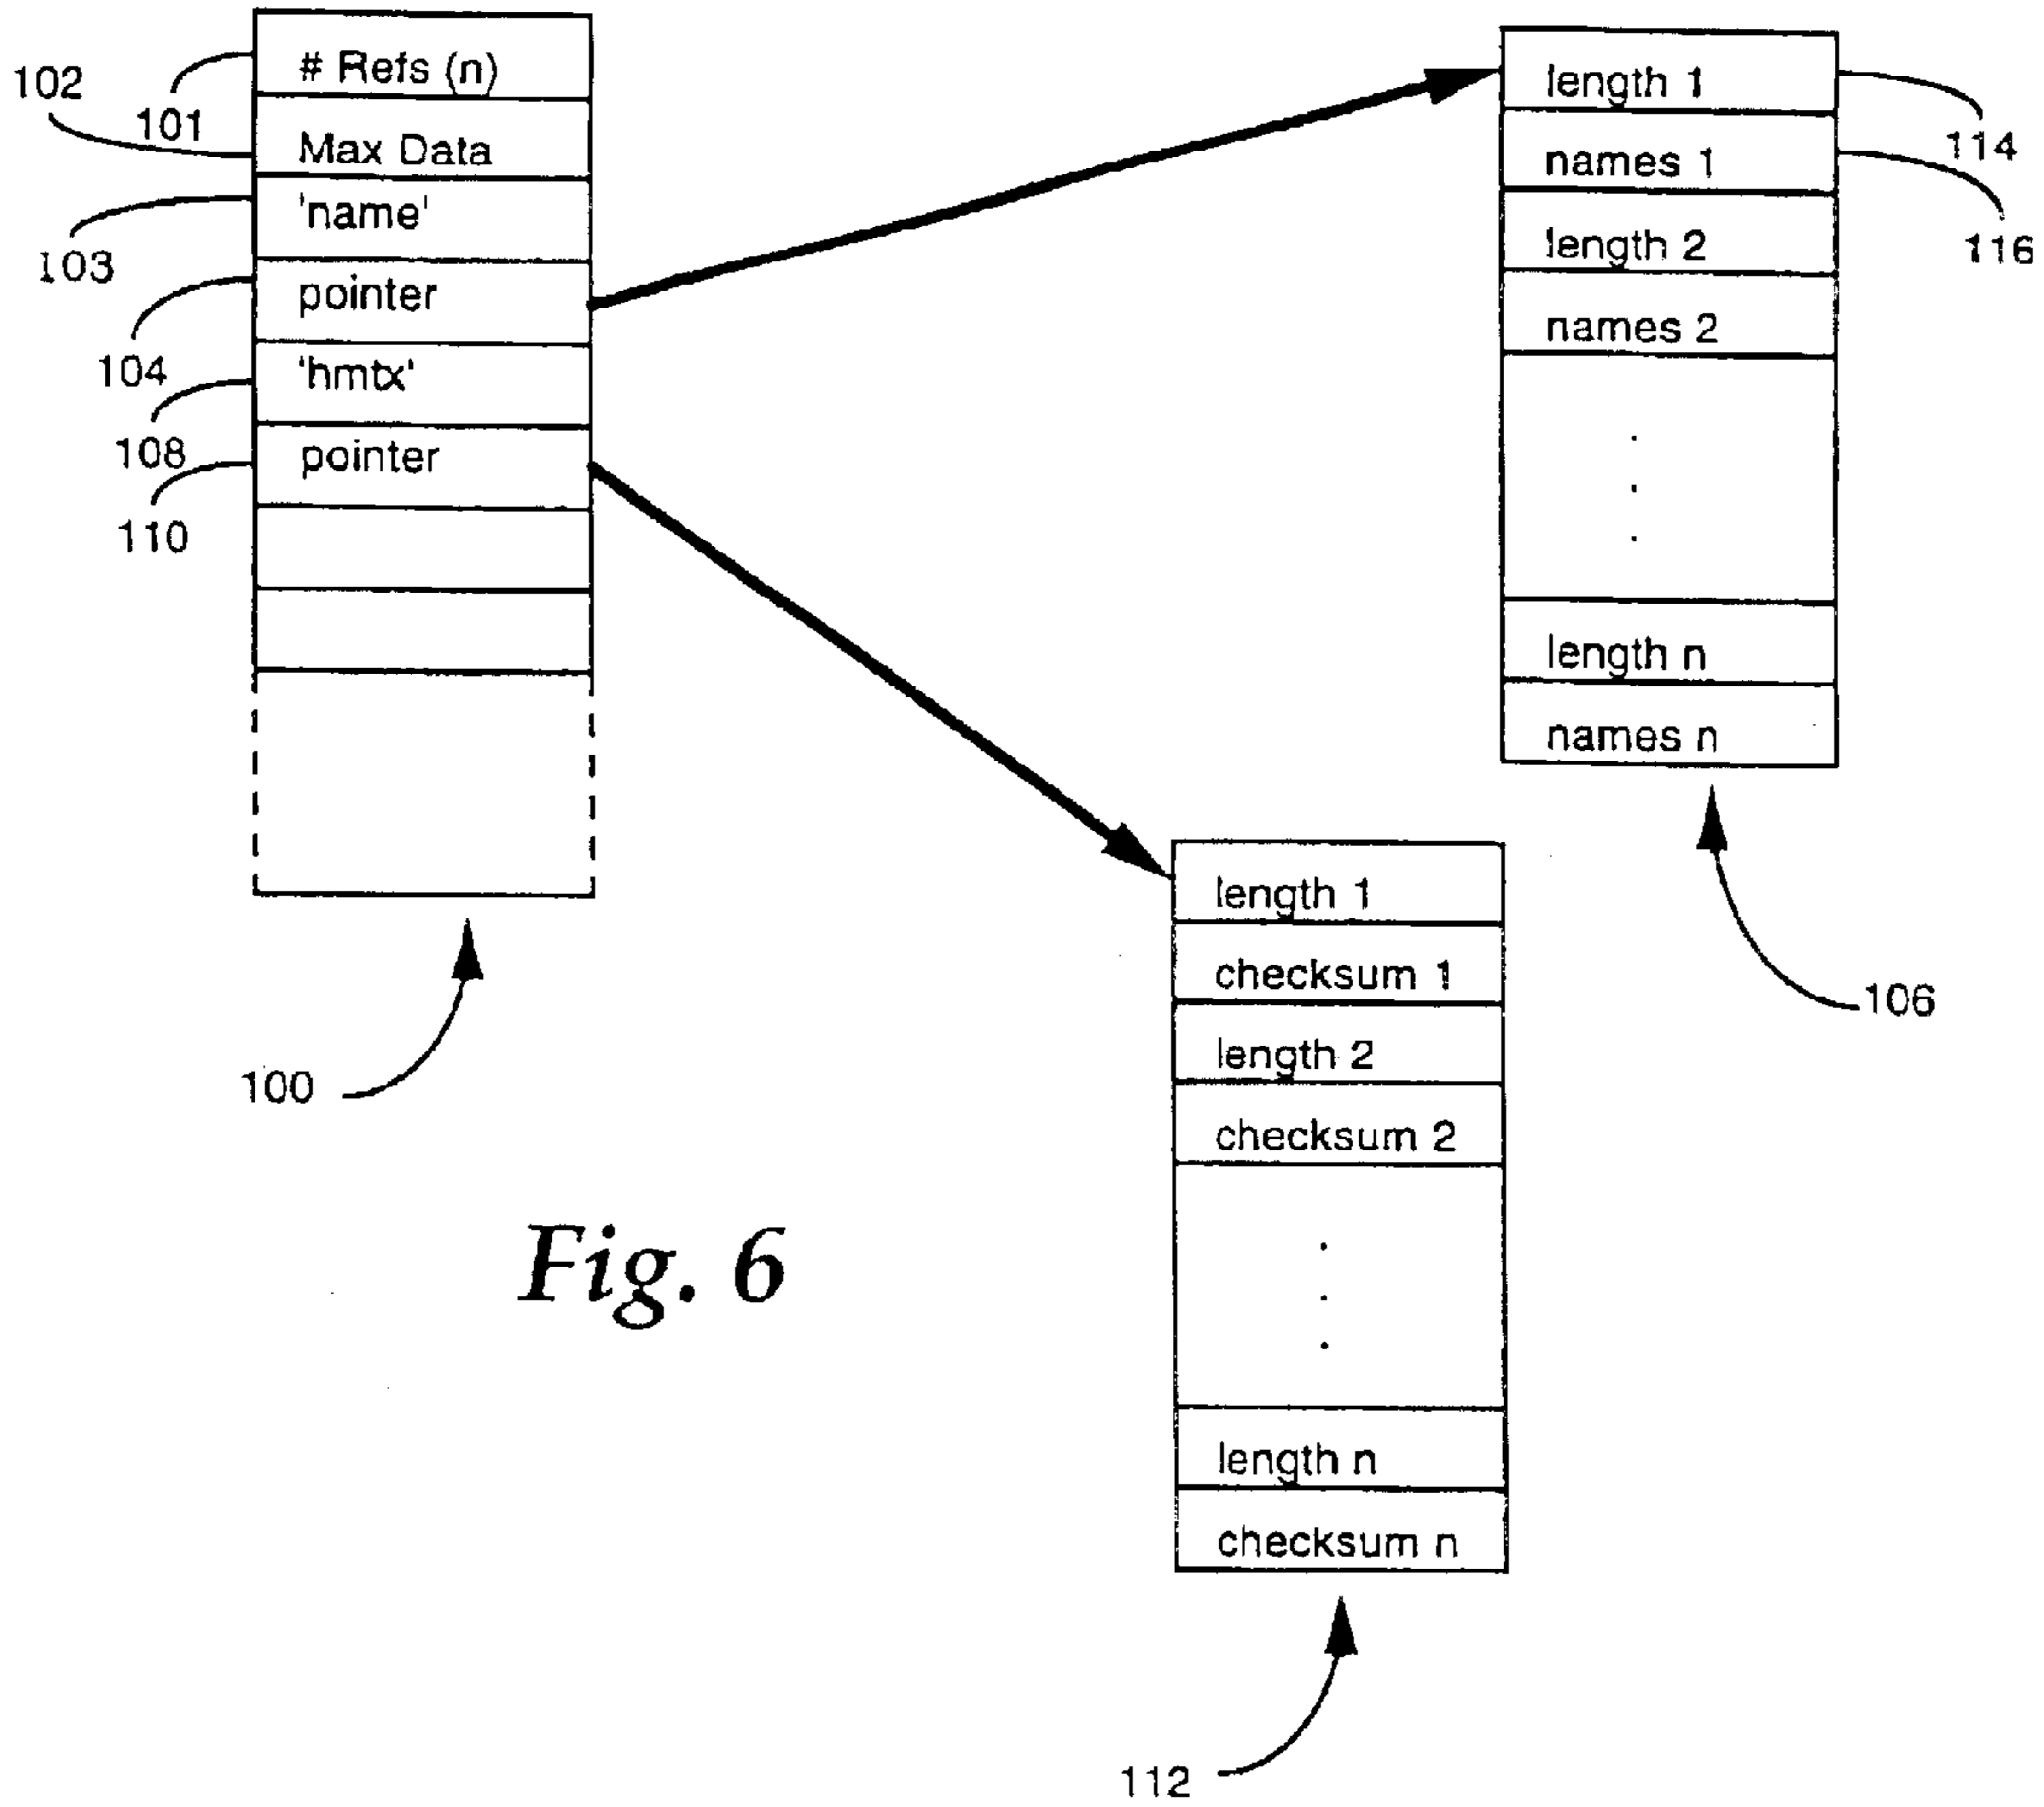 # Refs (n)
Max Data
'name'
pointer
'hmtx'
pointer
102
101
103
104
108
110
100
length 1
names 1
length 2
names 2
.
.
.
length n
names n
114
116
106
length 1
checksum 1
length 2
checksum 2
.
.
.
length n
checksum n
112
Fig. 6